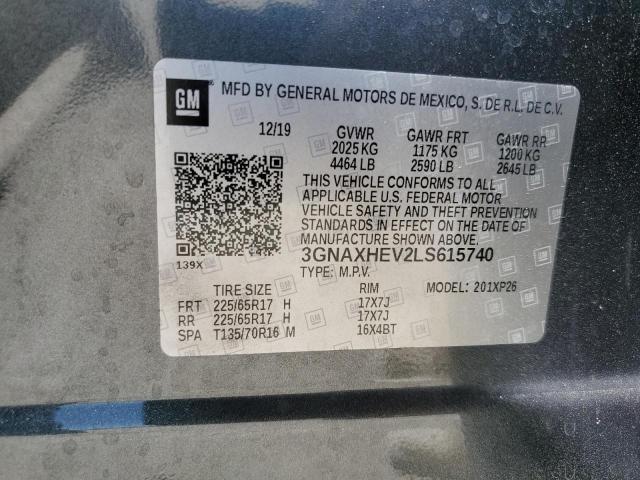 GM MFD BY GENERAL MOTORS DE MEXICO, S. DE R.L. DE C.V.
12/19 GVWR GAWR FRT GAWR RR
2025 KG 1175 KG 1200 KG
4464 LB 2590 LB 2645 LB
THIS VEHICLE CONFORMS TO ALL
APPLICABLE U.S. FEDERAL MOTOR
VEHICLE SAFETY AND THEFT PREVENTION
STANDARDS IN EFFECT ON THE DATE OF
MANUFACTURE SHOWN ABOVE.
139X 3GNAXHEV2LS615740
TYPE: M.P.V. MODEL: 201XP26
TIRE SIZE RIM
FRT 225/65R17 H 17X7J
RR 225/65R17 H 17X7J
SPA T135/70R16 M 16X4BT